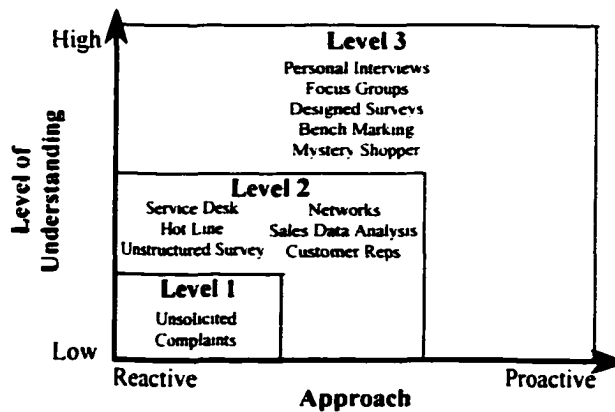 High
Level 3
Personal Interviews
Focus Groups
Designed Surveys
Bench Marking
Mystery Shopper
Level of
Understanding
Level 2
Service Desk
Hot Line
Unstructured Survey
Networks
Sales Data Analysis
Customer Reps
Level 1
Unsolicited
Complaints
Low
Reactive
Proactive
Approach